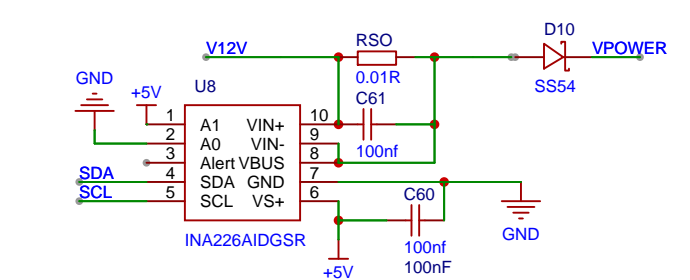 V12V
RSO
0.01R
D10
VPOWER
SS54
GND
+5V
U8
C61
100nf
1 A1 VIN+ 10
2 A0 VIN- 9
3 Alert VBUS 8
SDA 4 SDA GND 7
SCL 5 SCL VS+ 6
INA226AIDGSR
C60
100nf
100nF
+5V
GND